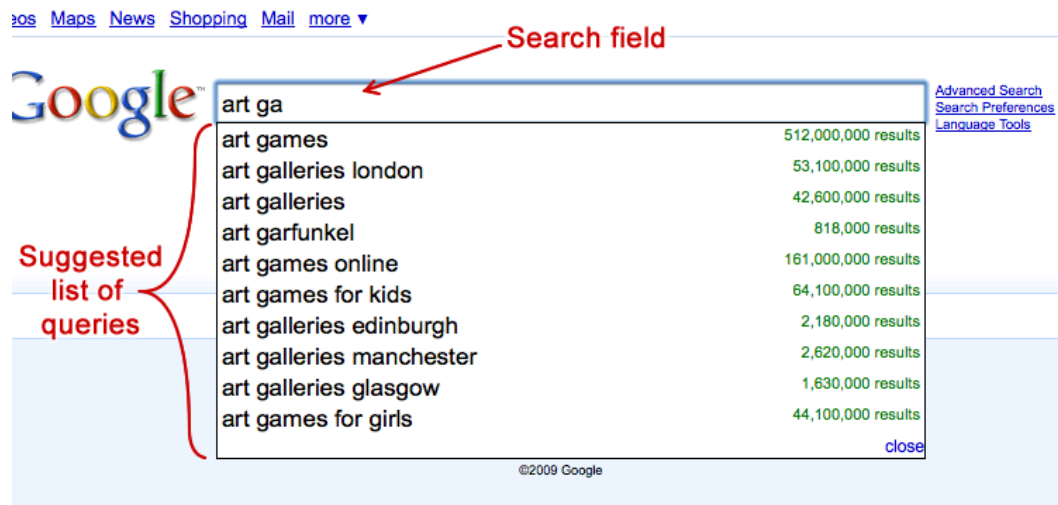 eos Maps News Shopping Mail more ▼
Search field
Google™
art ga
Advanced Search
Search Preferences
Language Tools
art games 512,000,000 results
art galleries london 53,100,000 results
art galleries 42,600,000 results
art garfunkel 818,000 results
art games online 161,000,000 results
art games for kids 64,100,000 results
art galleries edinburgh 2,180,000 results
art galleries manchester 2,620,000 results
art galleries glasgow 1,630,000 results
art games for girls 44,100,000 results
close
Suggested
list of
queries
©2009 Google